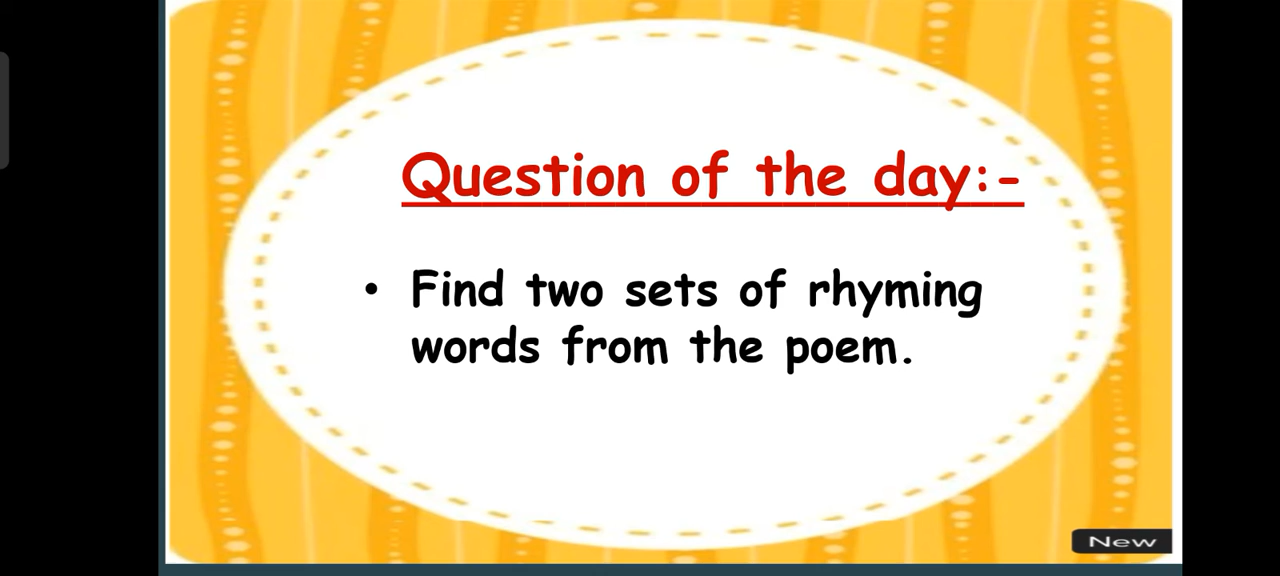 Question of the day:-
• Find two sets of rhyming
words from the poem.
New